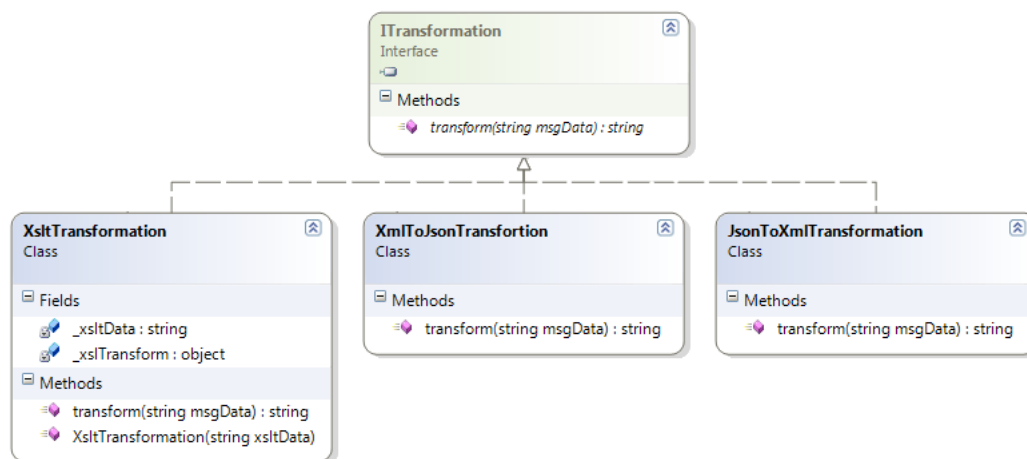 ITransformation
Interface
Methods
transform(string msgData) : string
XsltTransformation
Class
Fields
_xsltData : string
_xslTransform : object
Methods
transform(string msgData) : string
XsltTransformation(string xsltData)
XmlToJsonTransfortion
Class
Methods
transform(string msgData) : string
JsonToXmlTransformation
Class
Methods
transform(string msgData) : string